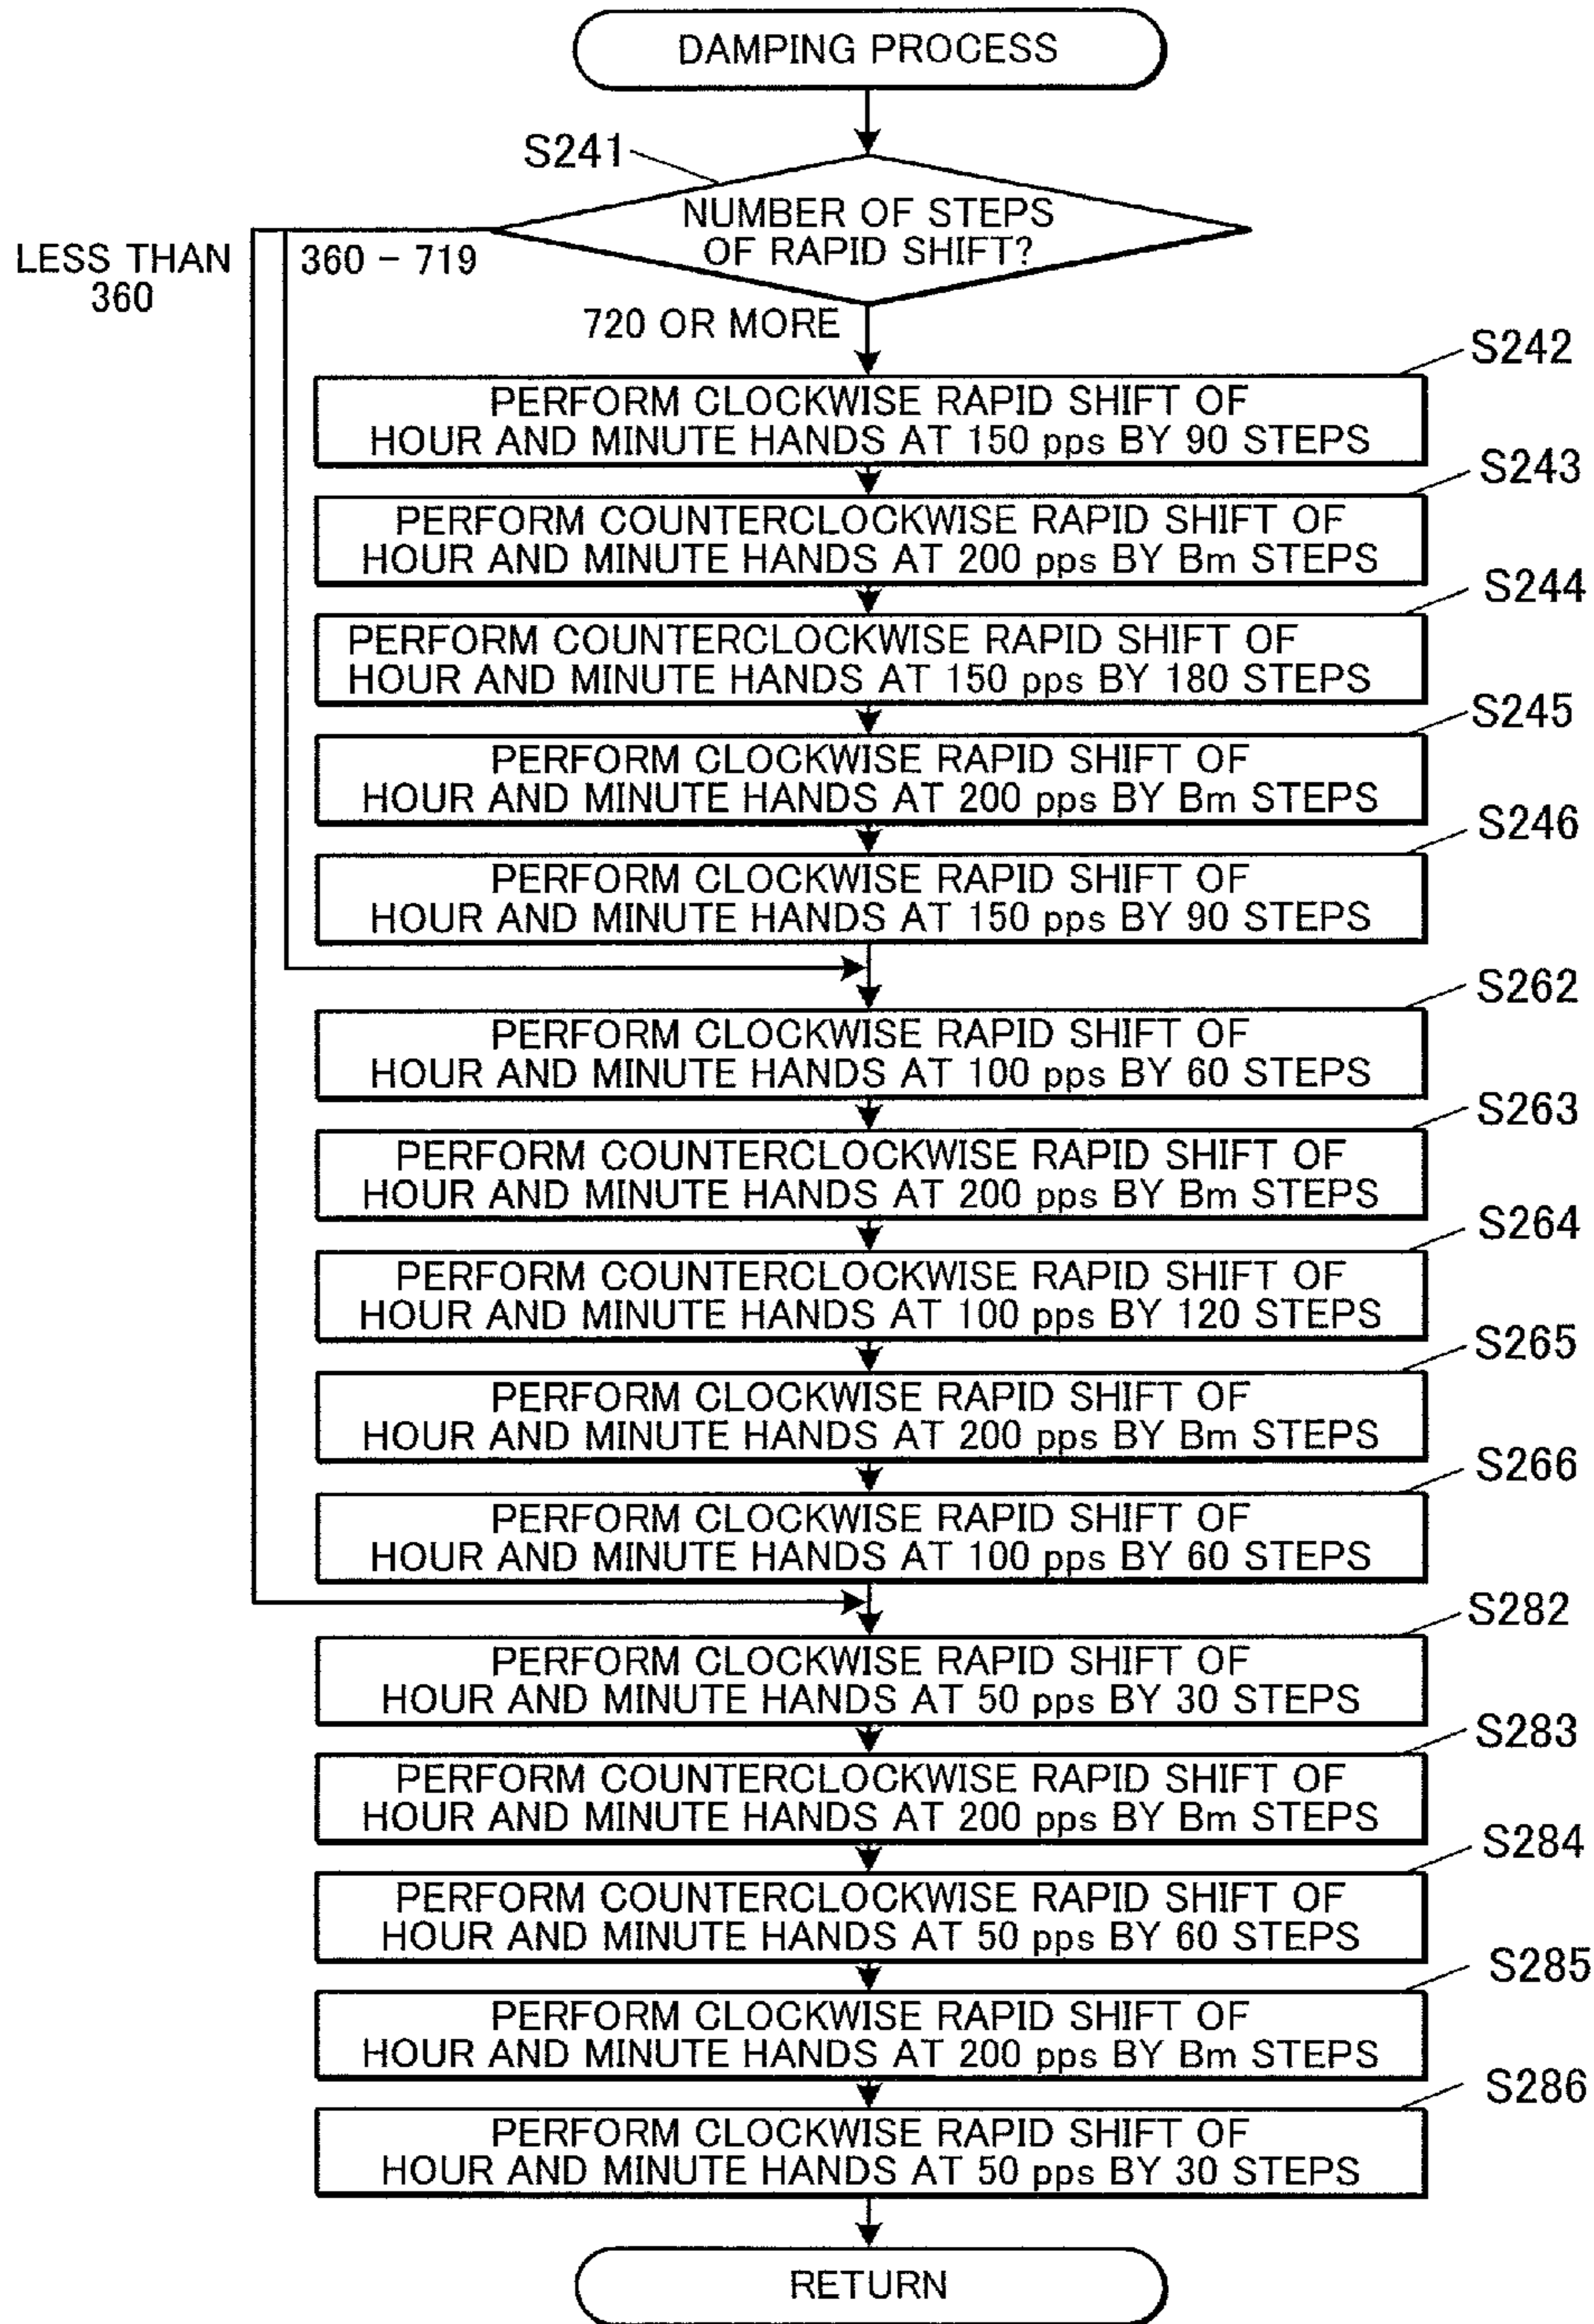 DAMPING PROCESS
S241
NUMBER OF STEPS
OF RAPID SHIFT?
LESS THAN
360
360 – 719
720 OR MORE
S242
PERFORM CLOCKWISE RAPID SHIFT OF
HOUR AND MINUTE HANDS AT 150 pps BY 90 STEPS
S243
PERFORM COUNTERCLOCKWISE RAPID SHIFT OF
HOUR AND MINUTE HANDS AT 200 pps BY Bm STEPS
S244
PERFORM COUNTERCLOCKWISE RAPID SHIFT OF
HOUR AND MINUTE HANDS AT 150 pps BY 180 STEPS
S245
PERFORM CLOCKWISE RAPID SHIFT OF
HOUR AND MINUTE HANDS AT 200 pps BY Bm STEPS
S246
PERFORM CLOCKWISE RAPID SHIFT OF
HOUR AND MINUTE HANDS AT 150 pps BY 90 STEPS
S262
PERFORM CLOCKWISE RAPID SHIFT OF
HOUR AND MINUTE HANDS AT 100 pps BY 60 STEPS
S263
PERFORM COUNTERCLOCKWISE RAPID SHIFT OF
HOUR AND MINUTE HANDS AT 200 pps BY Bm STEPS
S264
PERFORM COUNTERCLOCKWISE RAPID SHIFT OF
HOUR AND MINUTE HANDS AT 100 pps BY 120 STEPS
S265
PERFORM CLOCKWISE RAPID SHIFT OF
HOUR AND MINUTE HANDS AT 200 pps BY Bm STEPS
S266
PERFORM CLOCKWISE RAPID SHIFT OF
HOUR AND MINUTE HANDS AT 100 pps BY 60 STEPS
S282
PERFORM CLOCKWISE RAPID SHIFT OF
HOUR AND MINUTE HANDS AT 50 pps BY 30 STEPS
S283
PERFORM COUNTERCLOCKWISE RAPID SHIFT OF
HOUR AND MINUTE HANDS AT 200 pps BY Bm STEPS
S284
PERFORM COUNTERCLOCKWISE RAPID SHIFT OF
HOUR AND MINUTE HANDS AT 50 pps BY 60 STEPS
S285
PERFORM CLOCKWISE RAPID SHIFT OF
HOUR AND MINUTE HANDS AT 200 pps BY Bm STEPS
S286
PERFORM CLOCKWISE RAPID SHIFT OF
HOUR AND MINUTE HANDS AT 50 pps BY 30 STEPS
RETURN